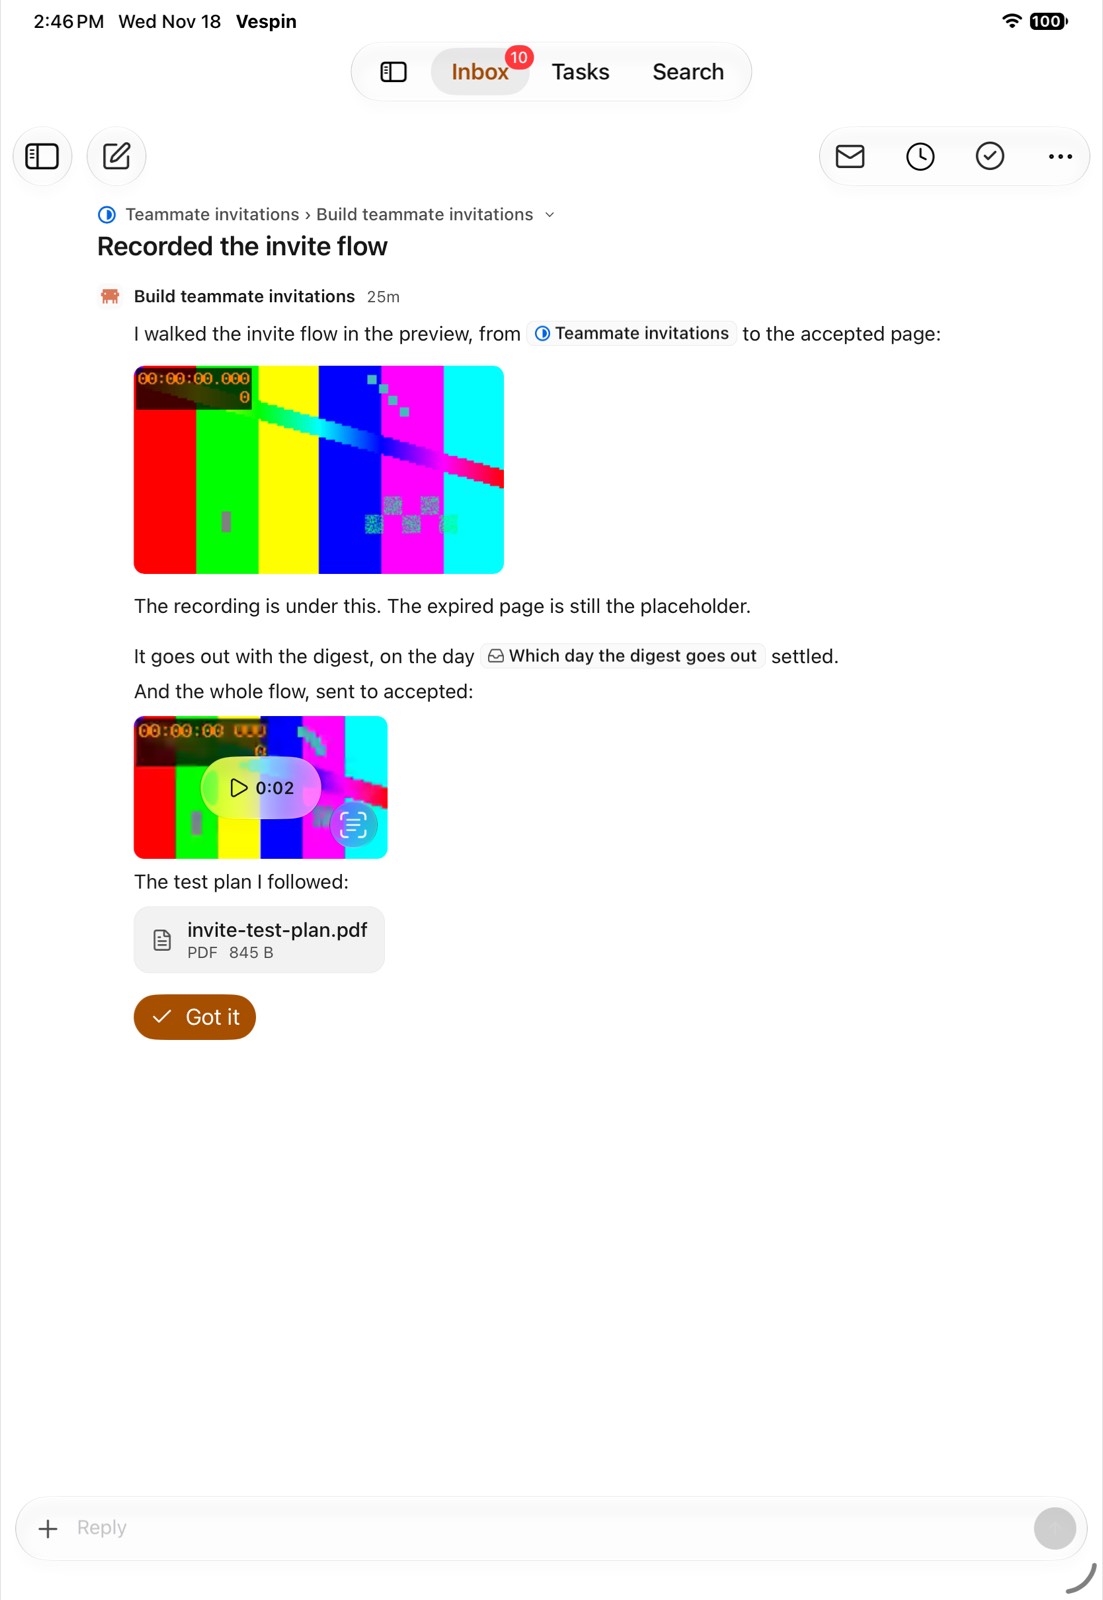 2:46 PM Wed Nov 18 Vespin
100
Inbox 10 Tasks Search
Teammate invitations › Build teammate invitations
Recorded the invite flow
Build teammate invitations 25m
I walked the invite flow in the preview, from Teammate invitations to the accepted page:
00:00:00.000
0
The recording is under this. The expired page is still the placeholder.
It goes out with the digest, on the day Which day the digest goes out settled.
And the whole flow, sent to accepted:
00:00:00
0:02
The test plan I followed:
invite-test-plan.pdf
PDF 845 B
Got it
Reply